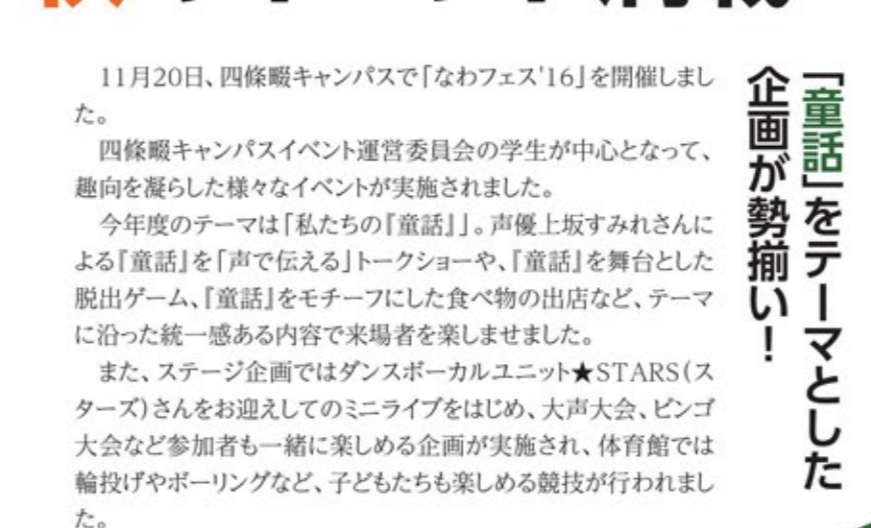 「童話」をテーマとした
企画が勢揃い!
　11月20日、四條畷キャンパスで「なわフェス'16」を開催しまし
た。
　四條畷キャンパスイベント運営委員会の学生が中心となって、
趣向を凝らした様々なイベントが実施されました。
　今年度のテーマは「私たちの『童話』」。声優上坂すみれさんに
よる『童話』を「声で伝える」トークショーや、『童話』を舞台とした
脱出ゲーム、『童話』をモチーフにした食べ物の出店など、テーマ
に沿った統一感ある内容で来場者を楽しませました。
　また、ステージ企画ではダンスボーカルユニット★STARS(ス
ターズ)さんをお迎えしてのミニライブをはじめ、大声大会、ビンゴ
大会など参加者も一緒に楽しめる企画が実施され、体育館では
輪投げやボーリングなど、子どもたちも楽しめる競技が行われまし
た。